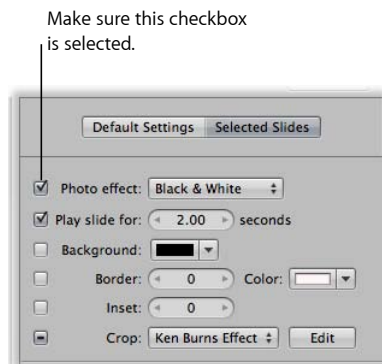 Make sure this checkbox
is selected.
Default Settings Selected Slides
Photo effect: Black & White
Play slide for: 2.00 seconds
Background:
Border: 0 Color:
Inset: 0
Crop: Ken Burns Effect Edit